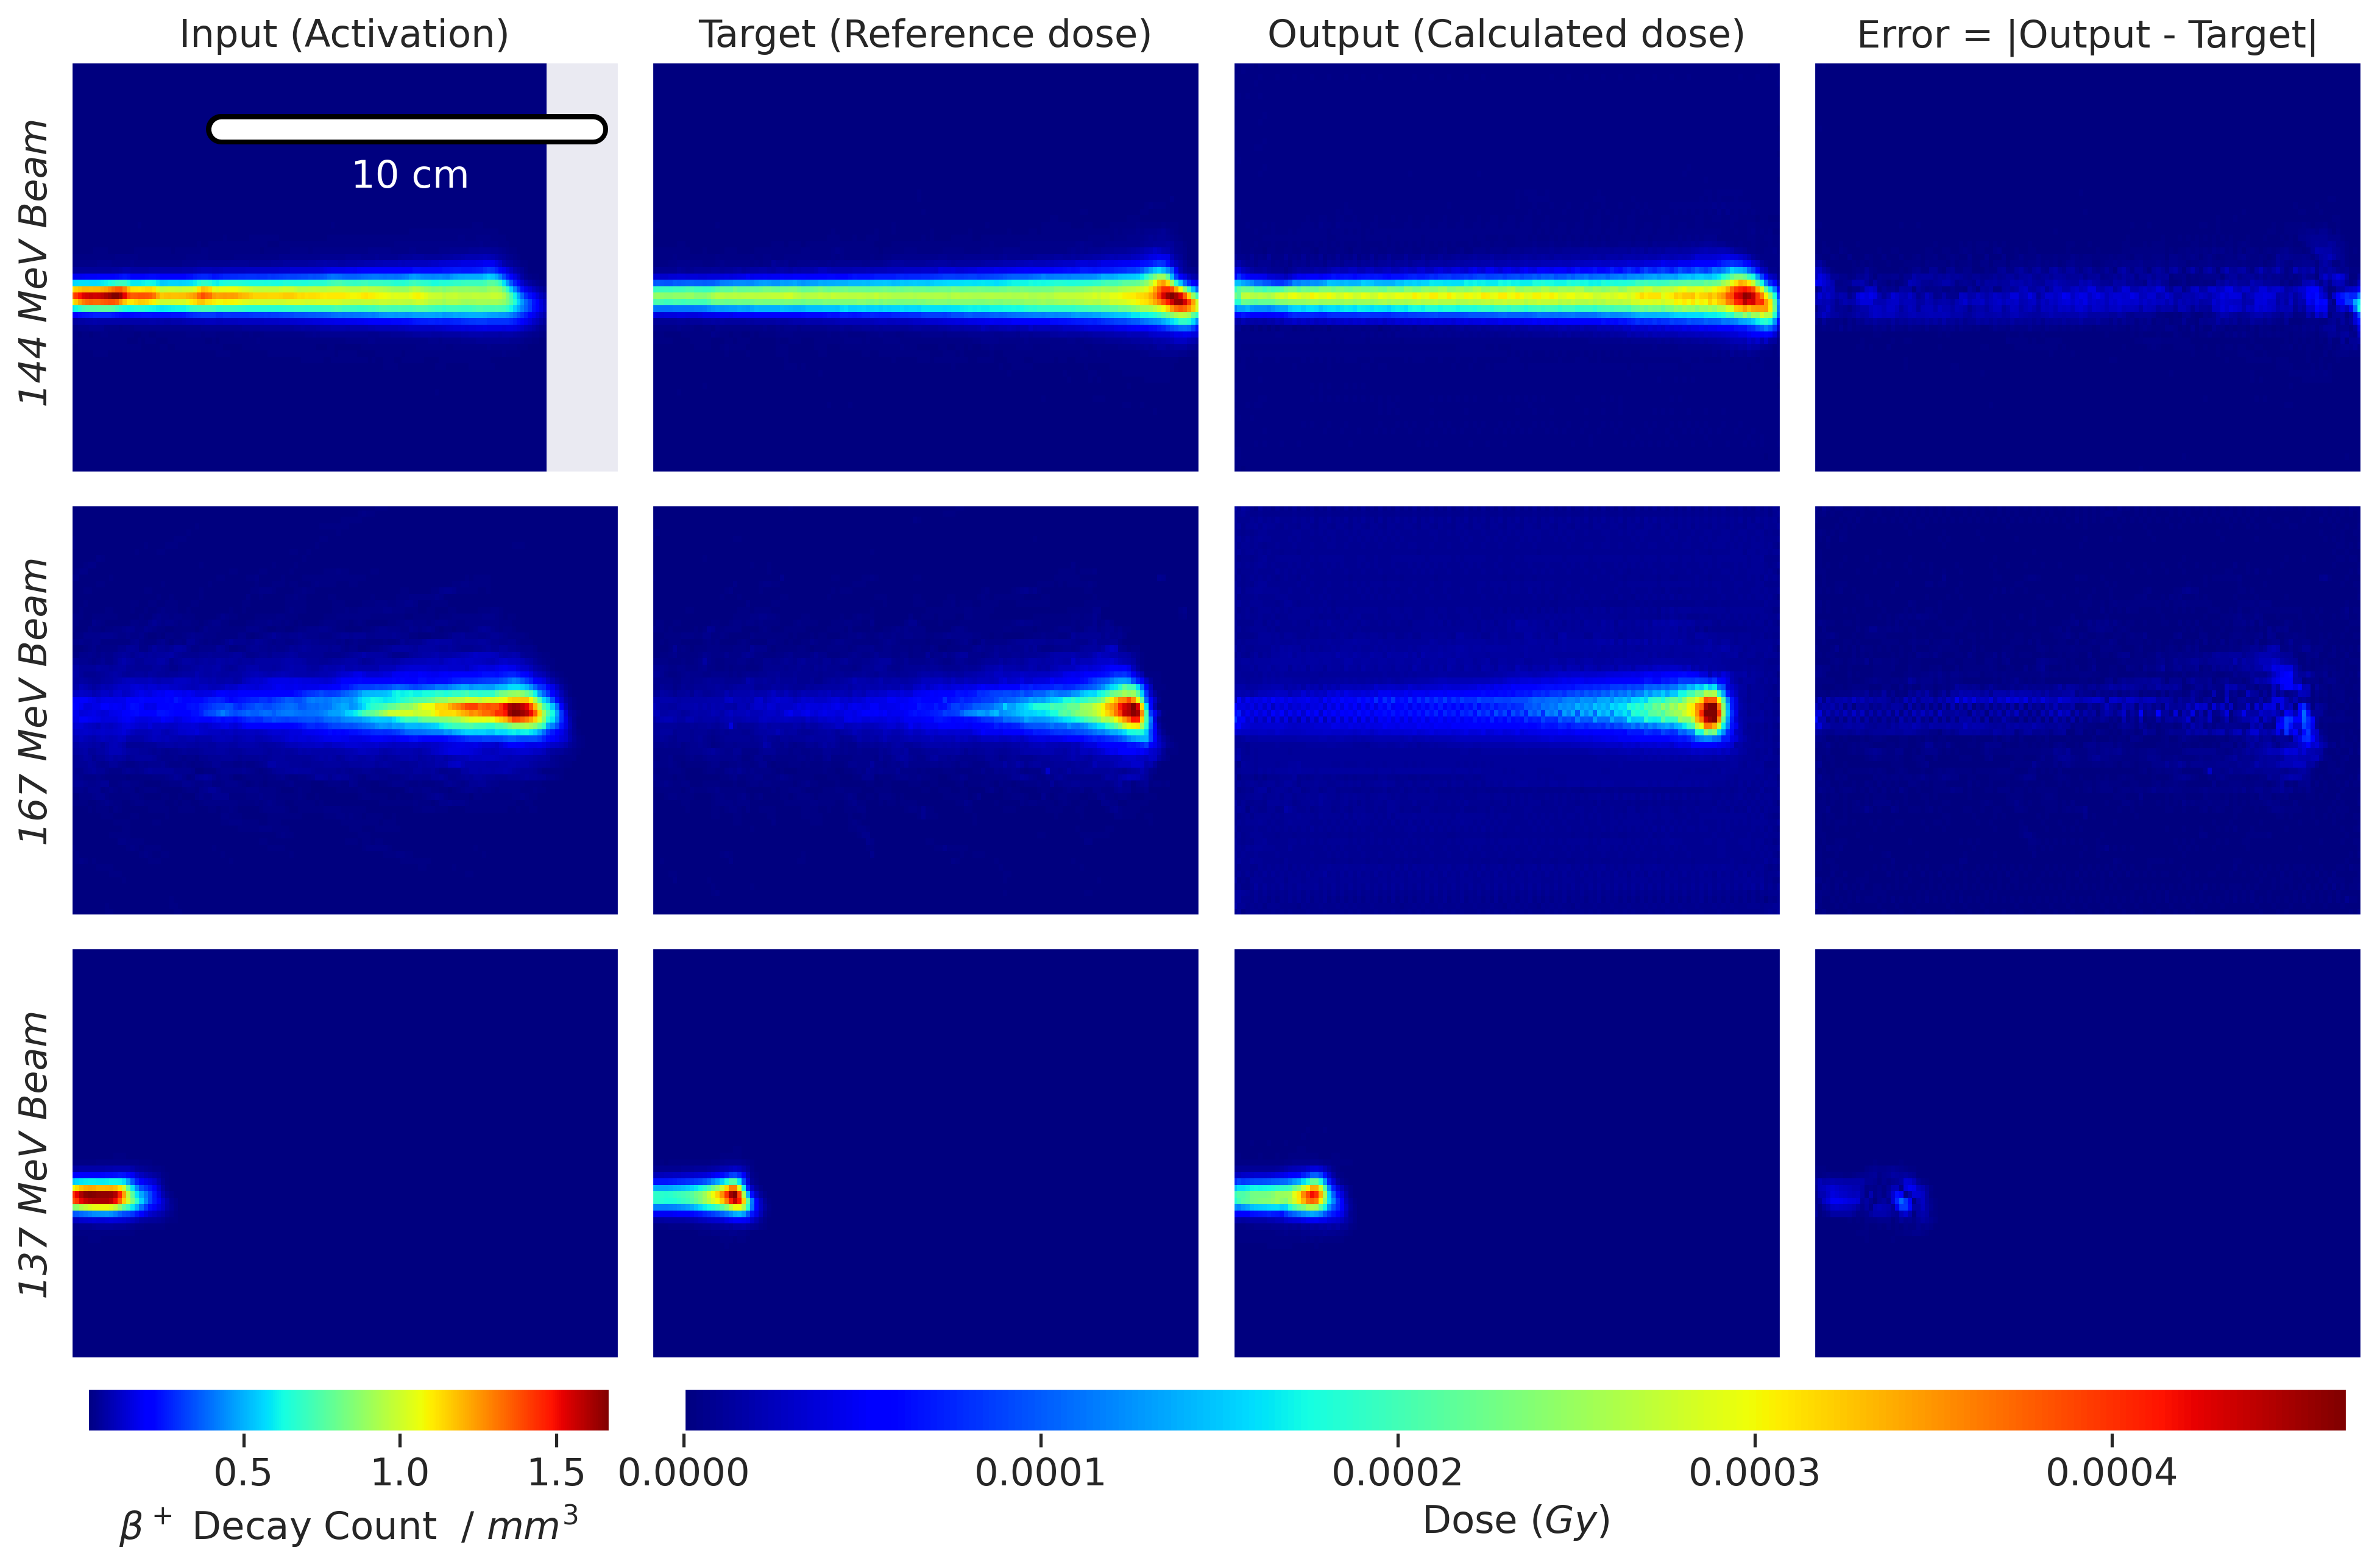 Input (Activation)
Target (Reference dose)
Output (Calculated dose)
Error = |Output - Target|
144 MeV Beam
10 cm
167 MeV Beam
137 MeV Beam
0.5 1.0 1.5
β⁺ Decay Count / mm³
0.0000 0.0001 0.0002 0.0003 0.0004
Dose (Gy)